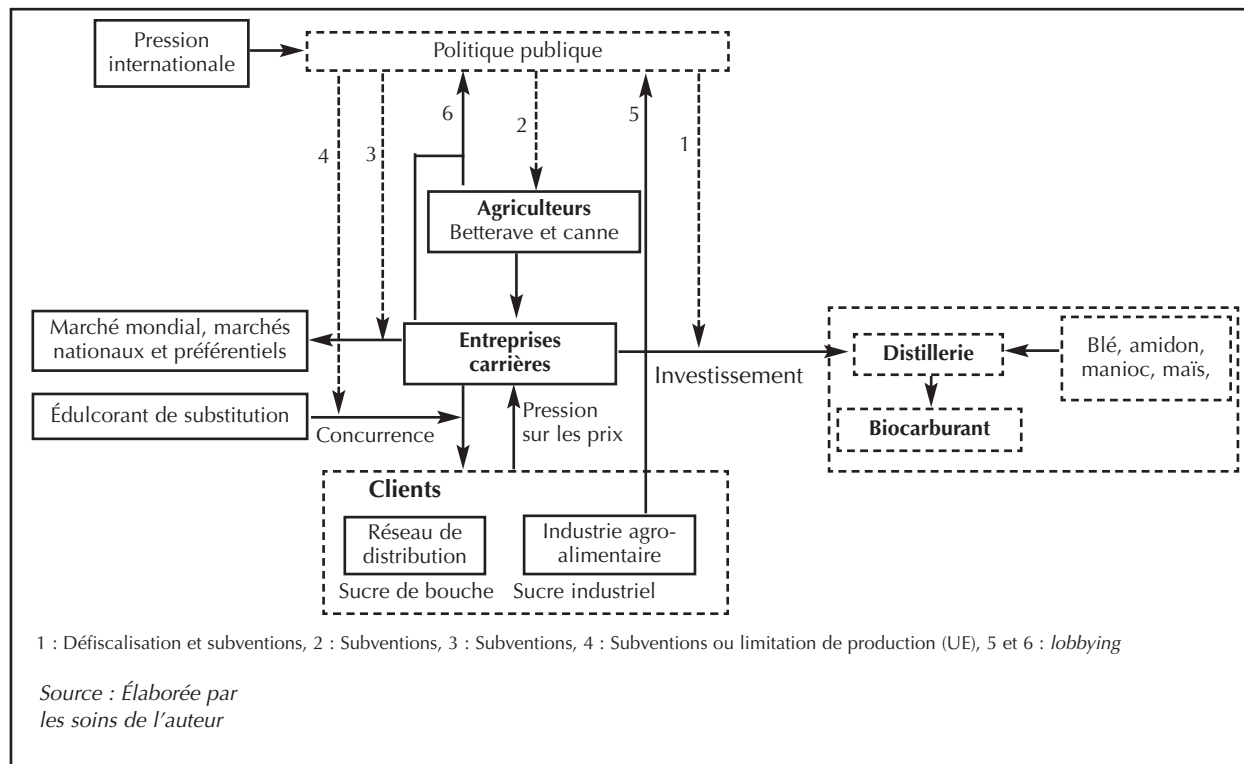 Pression
internationale
Politique publique
6
2
5
1
4
3
Agriculteurs
Betterave et canne
Marché mondial, marchés
nationaux et préférentiels
Entreprises
carrières
Investissement
Distillerie
Blé, amidon,
manioc, maïs,
Biocarburant
Édulcorant de substitution
Concurrence
Pression
sur les prix
Clients
Réseau de
distribution
Industrie agro-
alimentaire
Sucre de bouche
Sucre industriel
1 : Défiscalisation et subventions, 2 : Subventions, 3 : Subventions, 4 : Subventions ou limitation de production (UE), 5 et 6 : lobbying
Source : Élaborée par
les soins de l'auteur